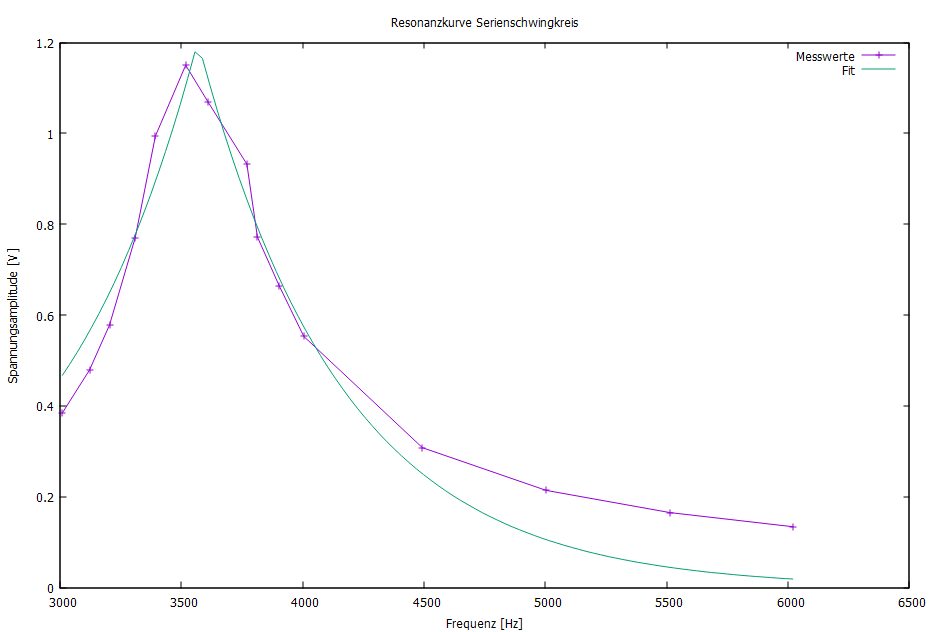 Resonanzkurve Serienschwingkreis
Messwerte
Fit
Spannungsamplitude [V]
1.2
1
0.8
0.6
0.4
0.2
0
3000 3500 4000 4500 5000 5500 6000 6500
Frequenz [Hz]